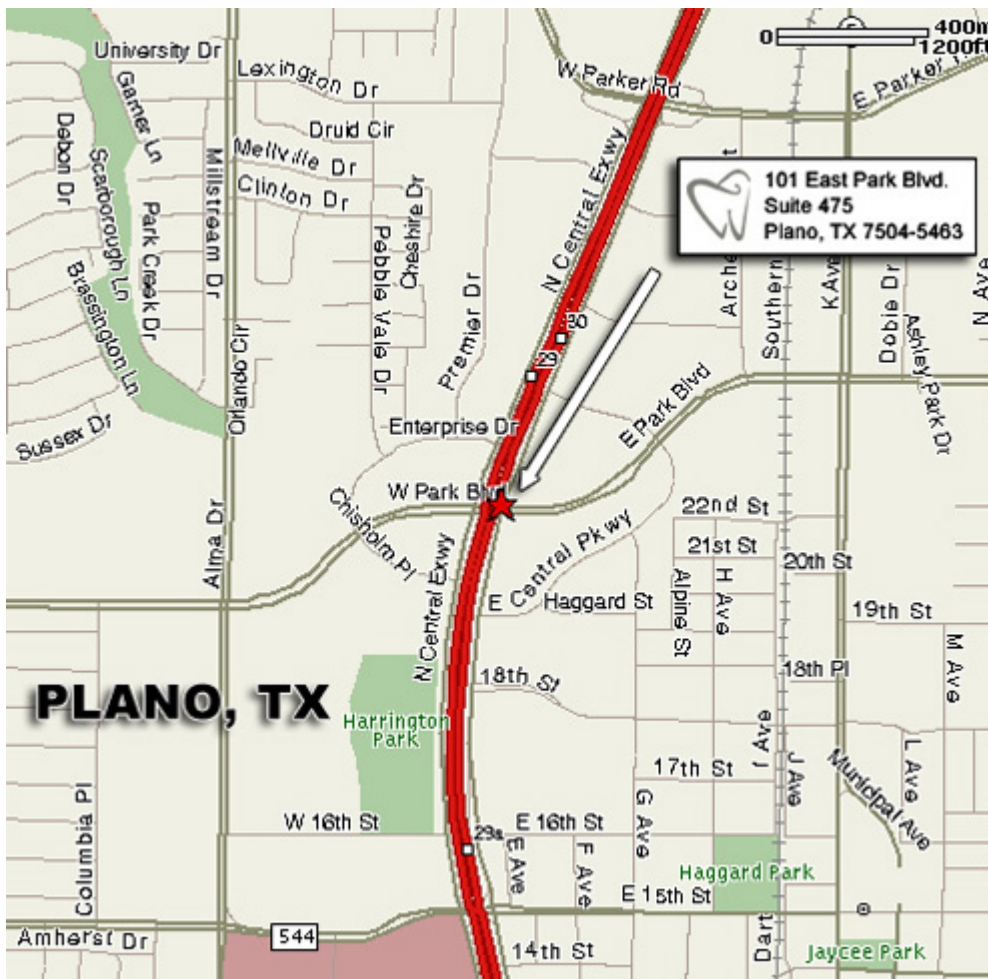 University Dr
Lexington Dr
Garner Ln
Druid Cir
Mellville Dr
Clinton Dr
Debon Dr
Scarborough Ln
Park Creek Dr
Millstream Dr
Brassington Ln
Sussex Dr
Orlando Cir
Pebble Vale Dr
Cheshire Dr
Premier Dr
Enterprise Dr
N Central Exwy
W Parker Rd
E Parker
0
400m
1200ft
101 East Park Blvd.
Suite 475
Plano, TX 7504-5463
Southern
K Ave
Dobie Dr
Ashley Park Dr
N Ave
E Park Blvd
W Park Blvd
Chisholm Pl
Alma Dr
N Central Exwy
E Central Pkwy
Haggard St
22nd St
21st St
20th St
19th St
Alpine St
H Ave
18th Pl
M Ave
18th St
PLANO, TX
Harrington
Park
17th St
I Ave
J Ave
L Ave
Municipal Ave
G Ave
Columbia Pl
W 16th St
29a
E 16th St
E Ave
F Ave
Haggard Park
E 15th St
544
Amherst Dr
14th St
Dart
Jaycee Park